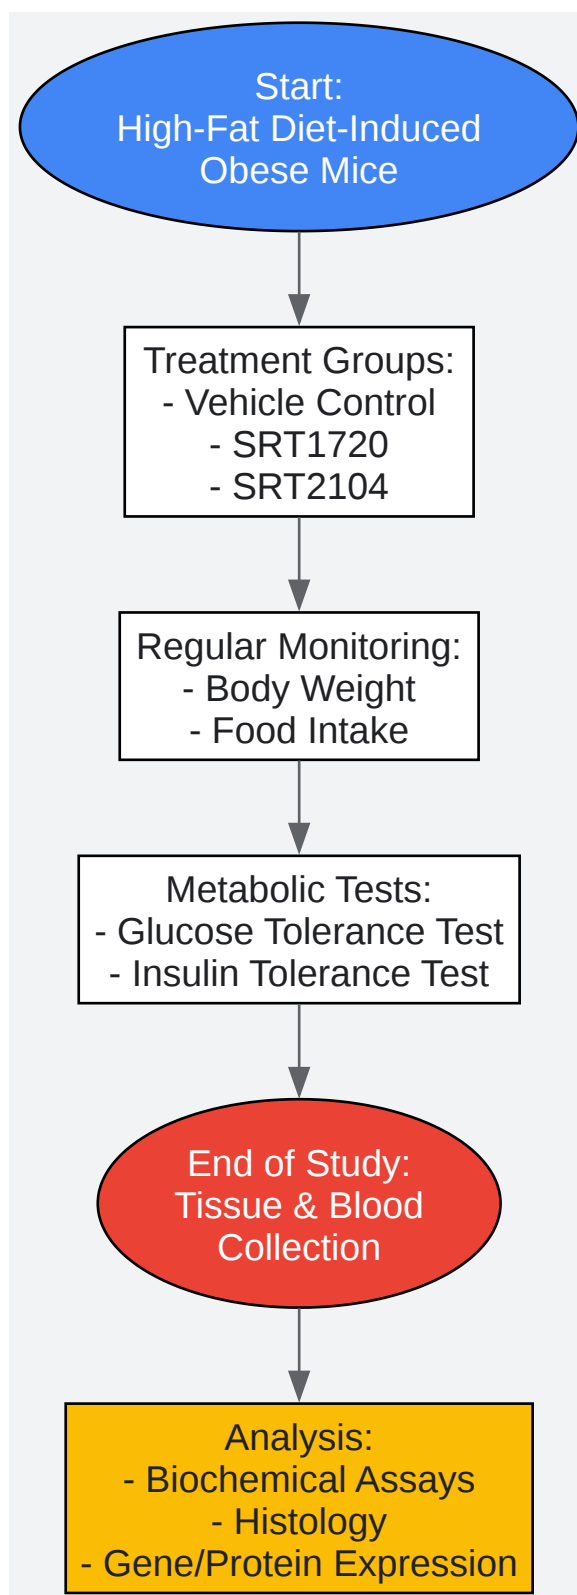 Start:
High-Fat Diet-Induced
Obese Mice
Treatment Groups:
- Vehicle Control
- SRT1720
- SRT2104
Regular Monitoring:
- Body Weight
- Food Intake
Metabolic Tests:
- Glucose Tolerance Test
- Insulin Tolerance Test
End of Study:
Tissue & Blood
Collection
Analysis:
- Biochemical Assays
- Histology
- Gene/Protein Expression